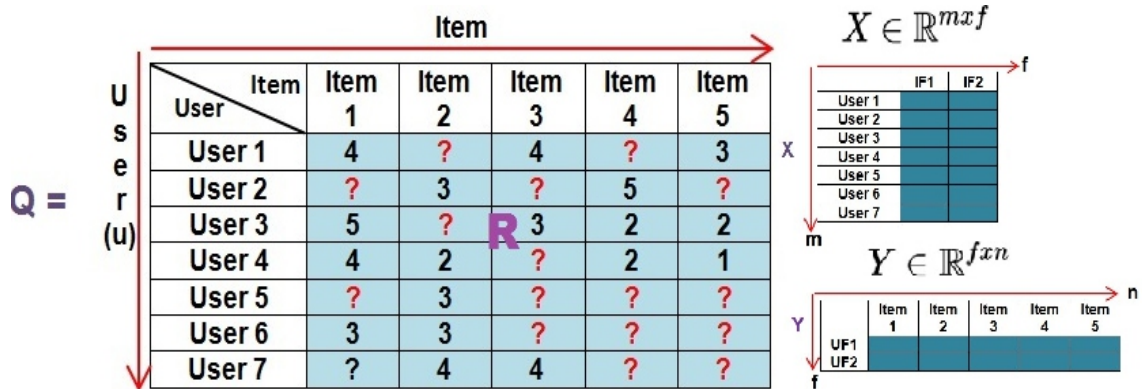 Item
User (u)
Q =
Item
User
Item 1 Item 2 Item 3 Item 4 Item 5
User 1 4 ? 4 ? 3
User 2 ? 3 ? 5 ?
User 3 5 ? 3 2 2
User 4 4 2 ? 2 1
User 5 ? 3 ? ? ?
User 6 3 3 ? ? ?
User 7 ? 4 4 ? ?
R
X ∈ ℝ^{mxf}
f
IF1 IF2
X
User 1
User 2
User 3
User 4
User 5
User 6
User 7
m
Y ∈ ℝ^{fxn}
n
Y
Item 1 Item 2 Item 3 Item 4 Item 5
UF1
UF2
f